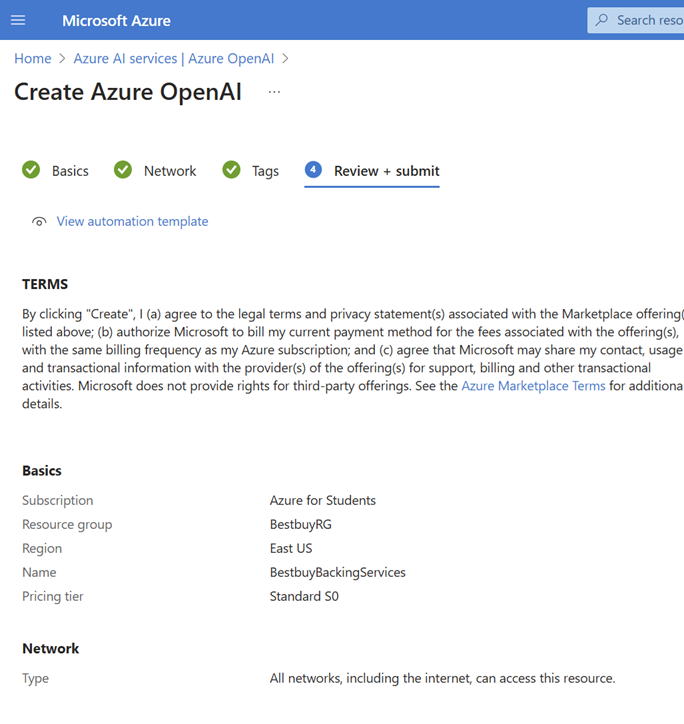 Microsoft Azure
Search reso
Home > Azure AI services | Azure OpenAI >
Create Azure OpenAI ...
Basics Network Tags 4 Review + submit
View automation template
TERMS
By clicking "Create", I (a) agree to the legal terms and privacy statement(s) associated with the Marketplace offering(
listed above; (b) authorize Microsoft to bill my current payment method for the fees associated with the offering(s),
with the same billing frequency as my Azure subscription; and (c) agree that Microsoft may share my contact, usage
and transactional information with the provider(s) of the offering(s) for support, billing and other transactional
activities. Microsoft does not provide rights for third-party offerings. See the Azure Marketplace Terms for additiona
details.
Basics
Subscription Azure for Students
Resource group BestbuyRG
Region East US
Name BestbuyBackingServices
Pricing tier Standard S0
Network
Type All networks, including the internet, can access this resource.